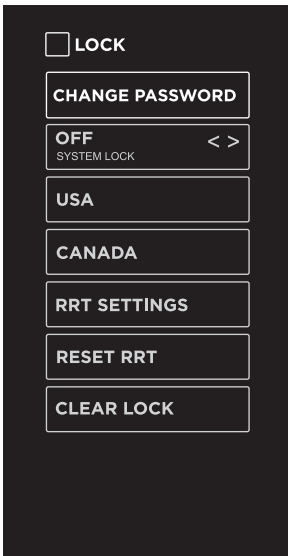 LOCK
CHANGE PASSWORD
OFF < >
SYSTEM LOCK
USA
CANADA
RRT SETTINGS
RESET RRT
CLEAR LOCK